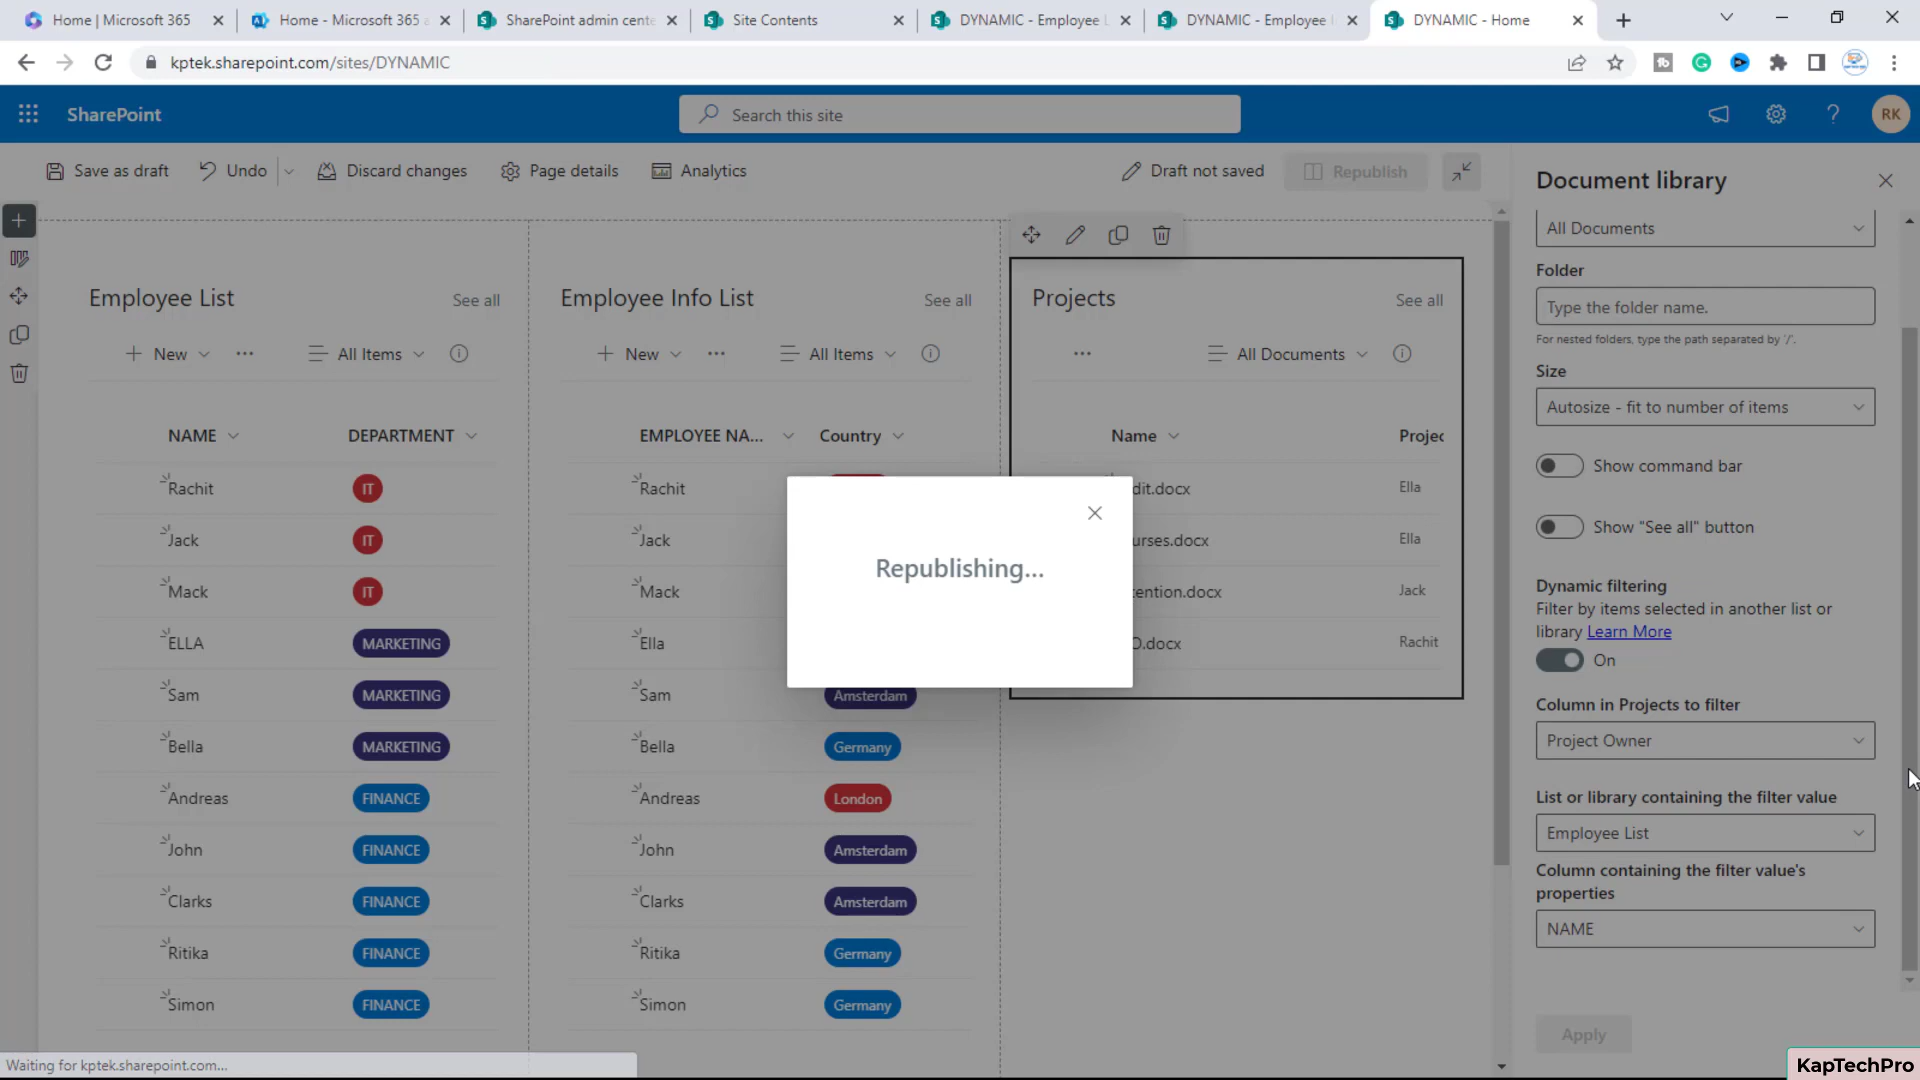 Home | Microsoft 365
Home - Microsoft 365 a
SharePoint admin cente
Site Contents
DYNAMIC - Employee L
DYNAMIC - Employee I
DYNAMIC - Home
kptek.sharepoint.com/sites/DYNAMIC
SharePoint
Search this site
RK
Save as draft
Undo
Discard changes
Page details
Analytics
Draft not saved
Republish
Employee List
See all
New
All Items
NAME
DEPARTMENT
Rachit
IT
Jack
IT
Mack
IT
ELLA
MARKETING
Sam
MARKETING
Bella
MARKETING
Andreas
FINANCE
John
FINANCE
Clarks
FINANCE
Ritika
FINANCE
Simon
FINANCE
Employee Info List
See all
New
All Items
EMPLOYEE NA...
Country
Rachit
Jack
Mack
Ella
Sam
Amsterdam
Bella
Germany
Andreas
London
John
Amsterdam
Clarks
Amsterdam
Ritika
Germany
Simon
Germany
Projects
See all
All Documents
Name
Projec
dit.docx
Ella
urses.docx
Ella
tention.docx
Jack
O.docx
Rachit
Republishing...
Document library
All Documents
Folder
Type the folder name.
For nested folders, type the path separated by '/'.
Size
Autosize - fit to number of items
Show command bar
Show "See all" button
Dynamic filtering
Filter by items selected in another list or
library Learn More
On
Column in Projects to filter
Project Owner
List or library containing the filter value
Employee List
Column containing the filter value's
properties
NAME
Apply
Waiting for kptek.sharepoint.com...
KapTechPro